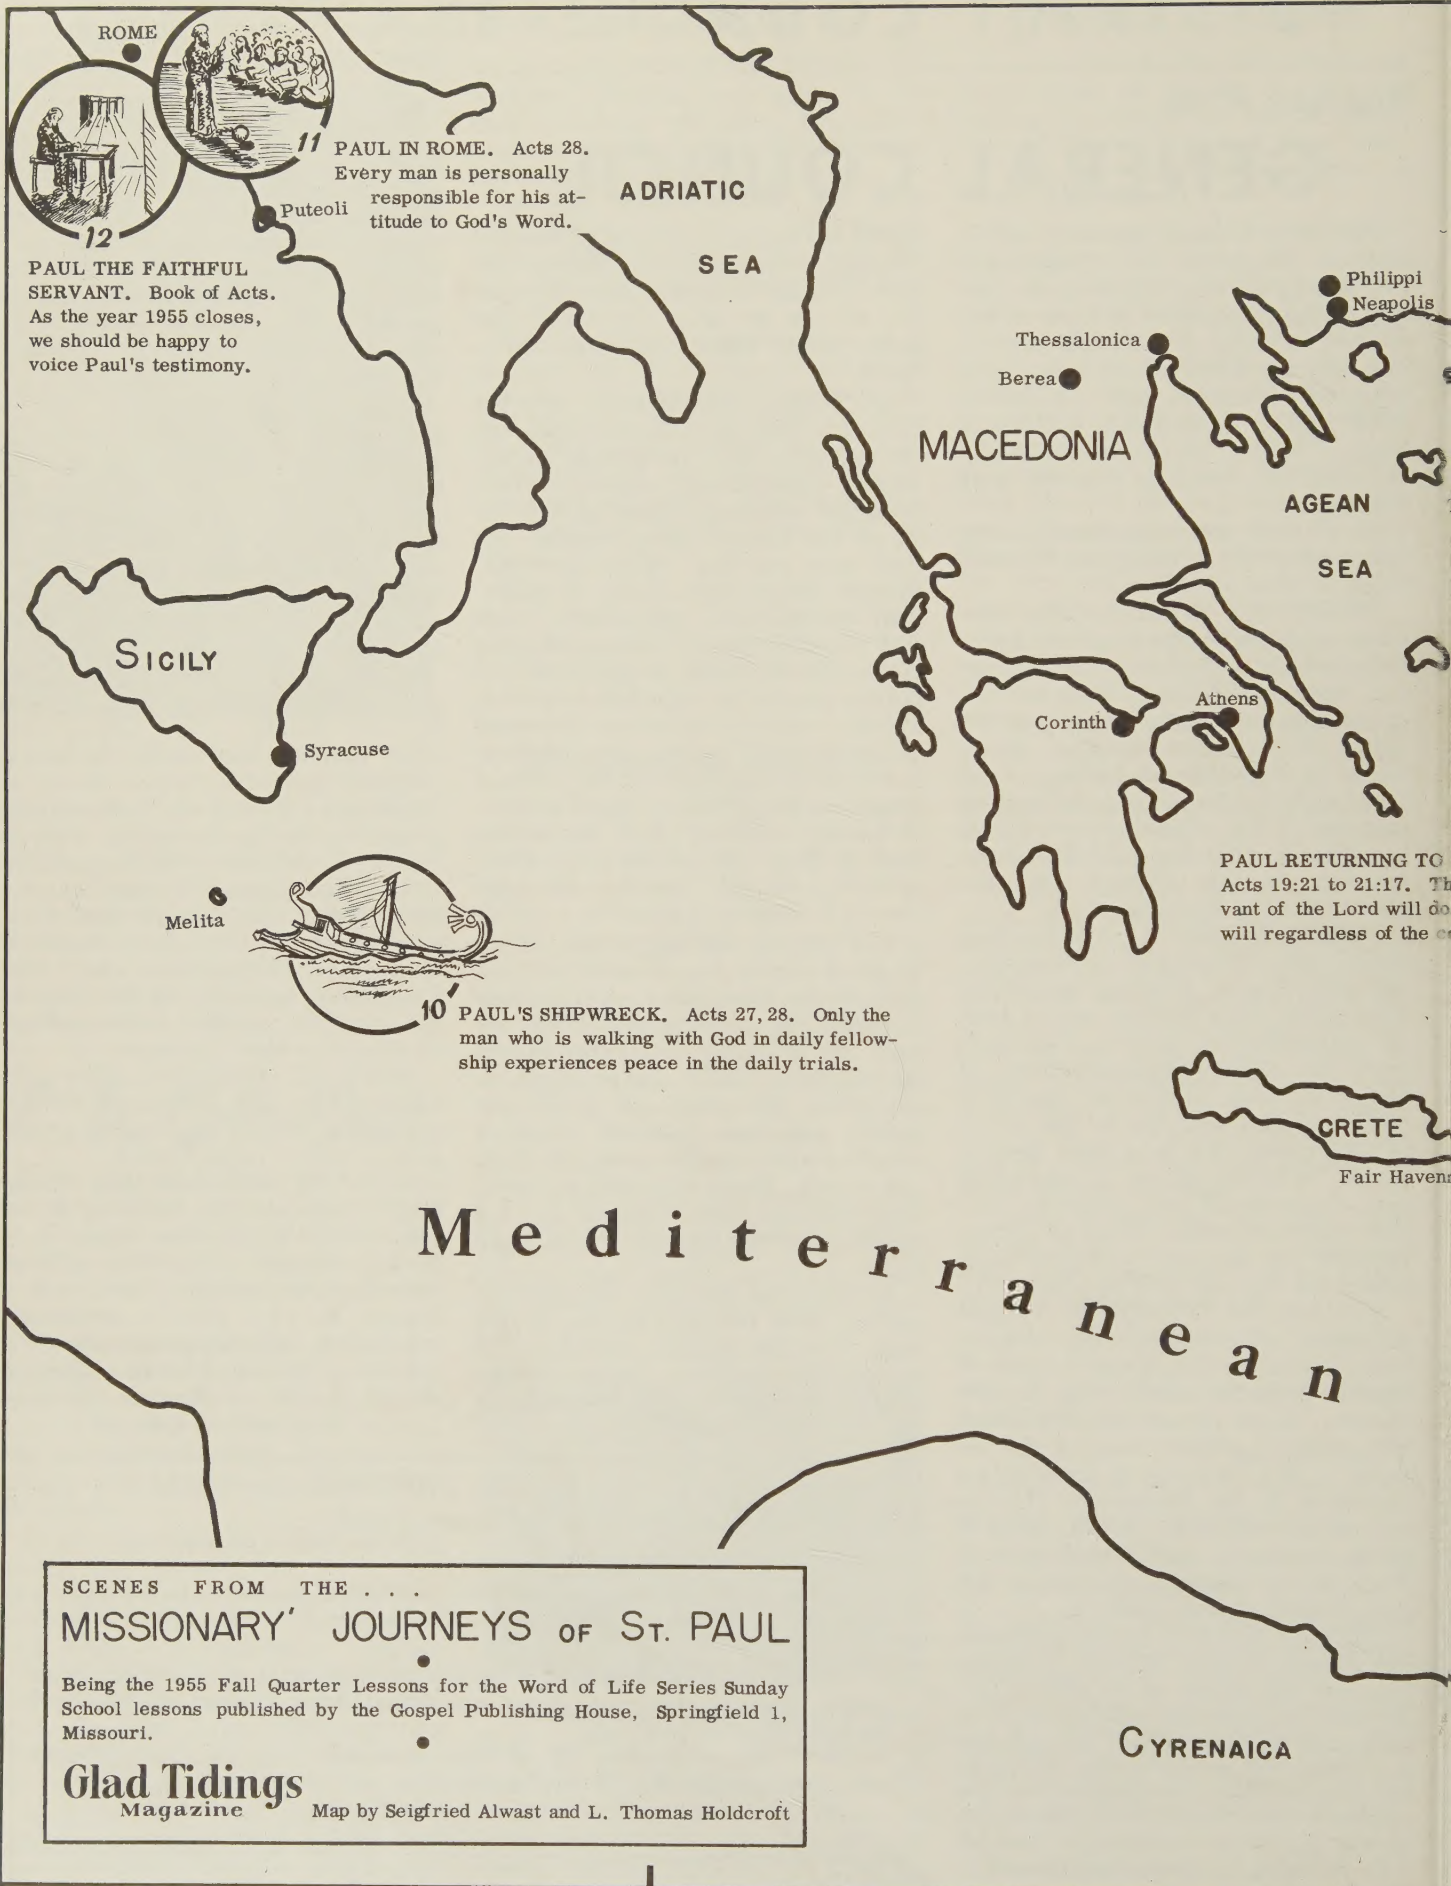 ROME
11 PAUL IN ROME. Acts 28.
Every man is personally
responsible for his at-
titude to God's Word.
Puteoli
12
PAUL THE FAITHFUL
SERVANT. Book of Acts.
As the year 1955 closes,
we should be happy to
voice Paul's testimony.
ADRIATIC
SEA
Philippi
Neapolis
Thessalonica
Berea
MACEDONIA
AGEAN
SEA
SICILY
Syracuse
Athens
Corinth
PAUL RETURNING TO
Acts 19:21 to 21:17.
vant of the Lord will do
will regardless of the
Melita
10 PAUL'S SHIPWRECK. Acts 27, 28. Only the
man who is walking with God in daily fellow-
ship experiences peace in the daily trials.
CRETE
Fair Havens
Mediterranean
SCENES FROM THE . . .
MISSIONARY' JOURNEYS OF ST. PAUL
Being the 1955 Fall Quarter Lessons for the Word of Life Series Sunday
School lessons published by the Gospel Publishing House, Springfield 1,
Missouri.
Glad Tidings
Magazine
Map by Seigfried Alwast and L. Thomas Holdcroft
CYRENAICA